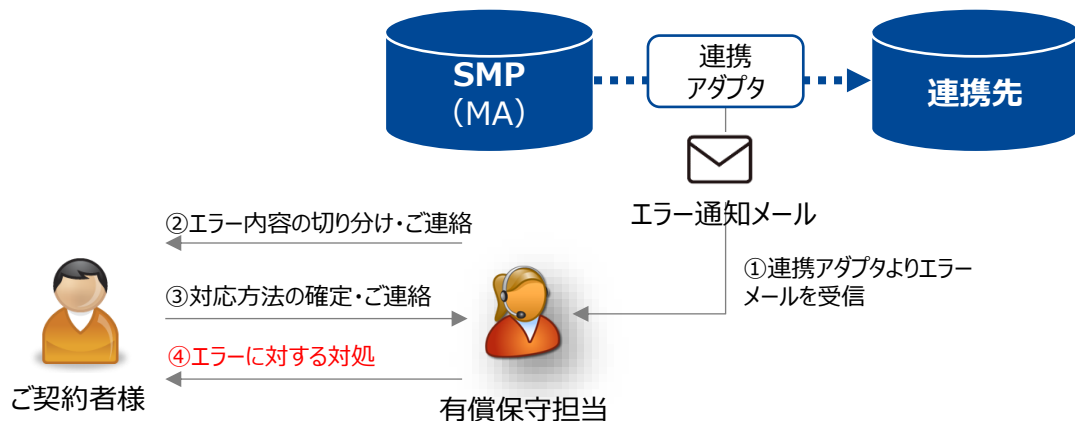 SMP
（MA）
連携
アダプタ
連携先
エラー通知メール
②エラー内容の切り分け・ご連絡
①連携アダプタよりエラー
メールを受信
③対応方法の確定・ご連絡
④エラーに対する対処
ご契約者様
有償保守担当